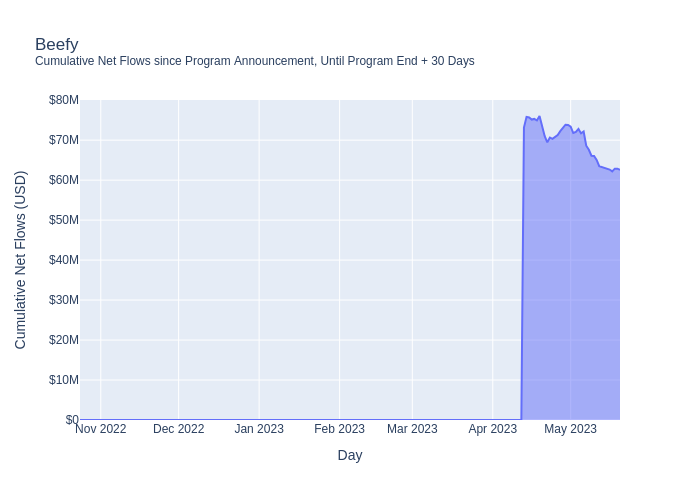 Beefy
Cumulative Net Flows since Program Announcement, Until Program End + 30 Days
Cumulative Net Flows (USD)
$80M
$70M
$60M
$50M
$40M
$30M
$20M
$10M
$0
Nov 2022
Dec 2022
Jan 2023
Feb 2023
Mar 2023
Apr 2023
May 2023
Day